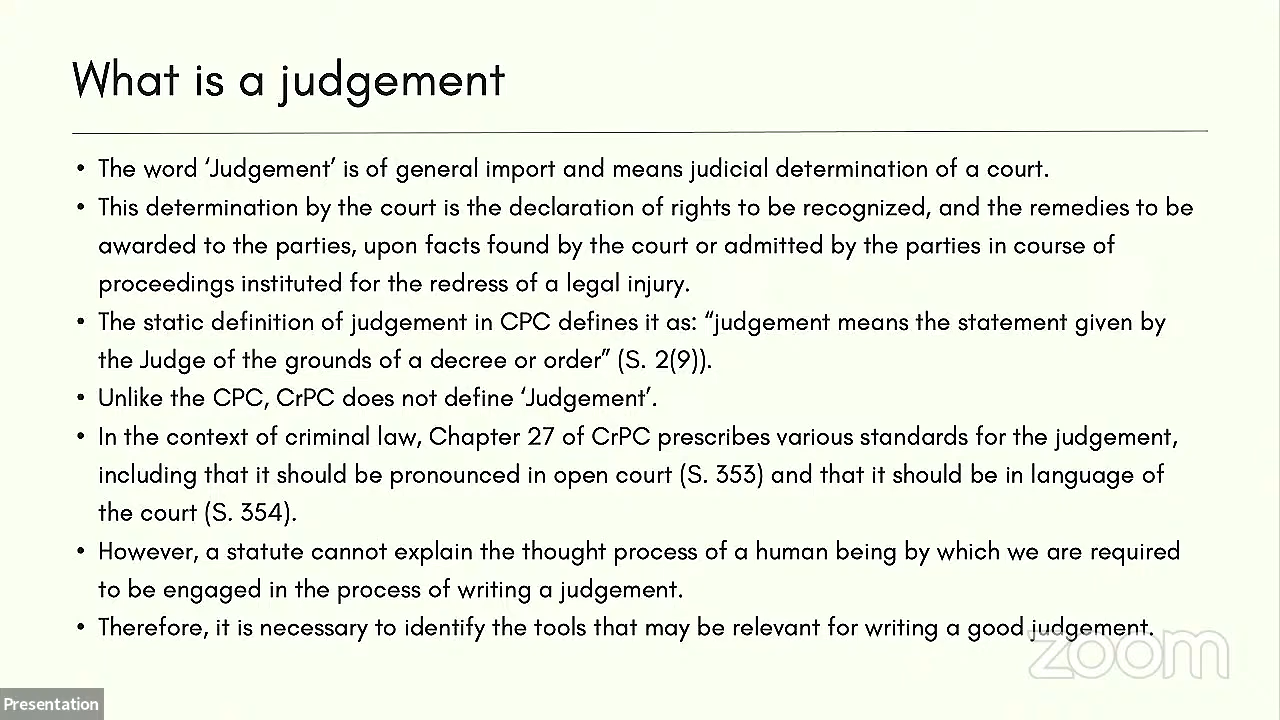 What is a judgement
• The word ‘Judgement’ is of general import and means judicial determination of a court.
• This determination by the court is the declaration of rights to be recognized, and the remedies to be
awarded to the parties, upon facts found by the court or admitted by the parties in course of
proceedings instituted for the redress of a legal injury.
• The static definition of judgement in CPC defines it as: “judgement means the statement given by
the Judge of the grounds of a decree or order” (S. 2(9)).
• Unlike the CPC, CrPC does not define ‘Judgement’.
• In the context of criminal law, Chapter 27 of CrPC prescribes various standards for the judgement,
including that it should be pronounced in open court (S. 353) and that it should be in language of
the court (S. 354).
• However, a statute cannot explain the thought process of a human being by which we are required
to be engaged in the process of writing a judgement.
• Therefore, it is necessary to identify the tools that may be relevant for writing a good judgement.
zoom
Presentation